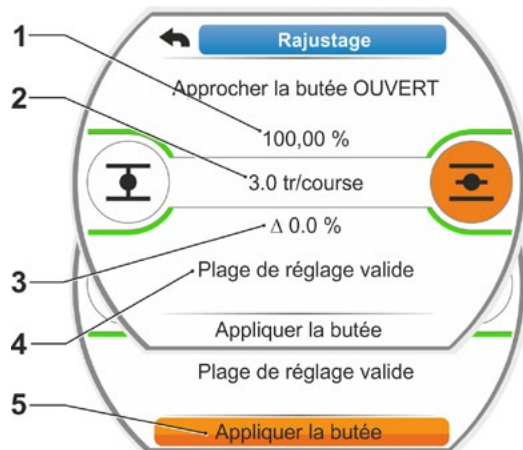 Rajustage
Approcher la butée OUVERT
1
100,00 %
2
3.0 tr/course
3
Δ 0.0 %
4
Plage de réglage valide
Appliquer la butée
Plage de réglage valide
5
Appliquer la butée